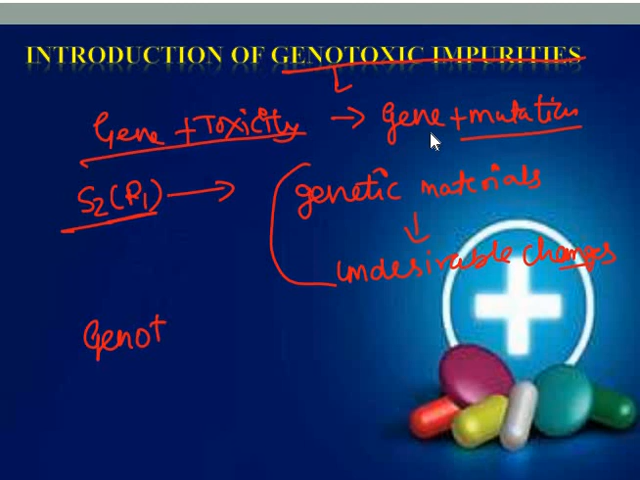 INTRODUCTION OF GENOTOXIC IMPURITIES
Gene + Toxicity → gene + mutation
S2(R1) → genetic materials
↓
undesirable changes
Genot